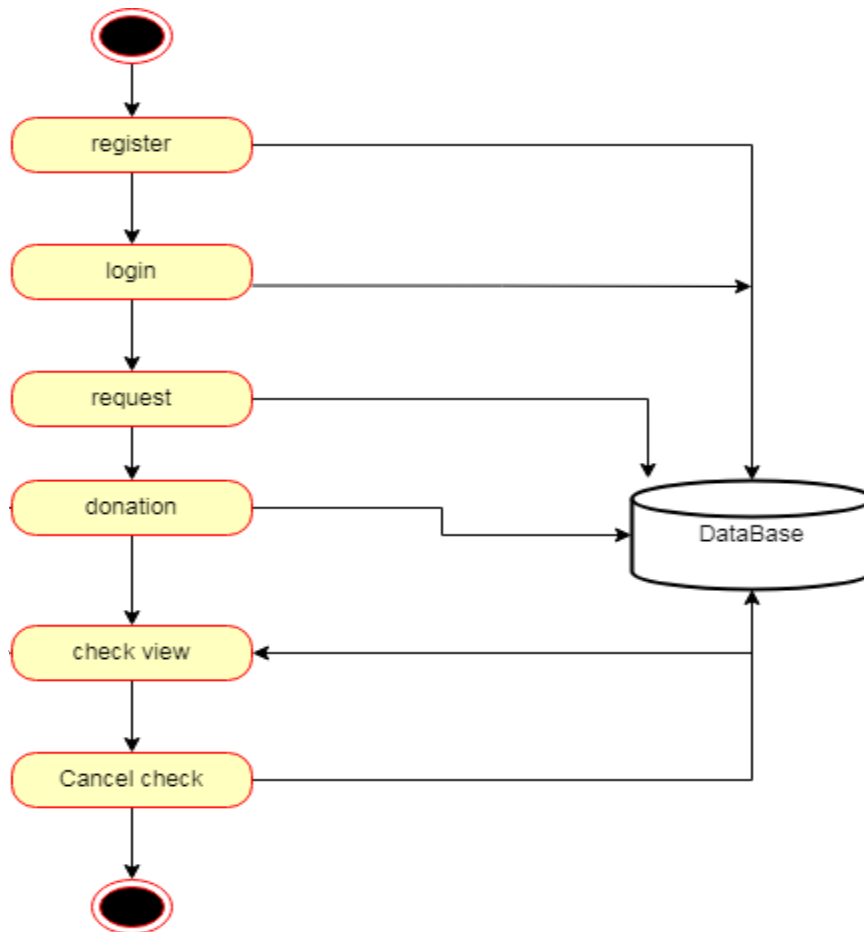 register
login
request
donation
DataBase
check view
Cancel check